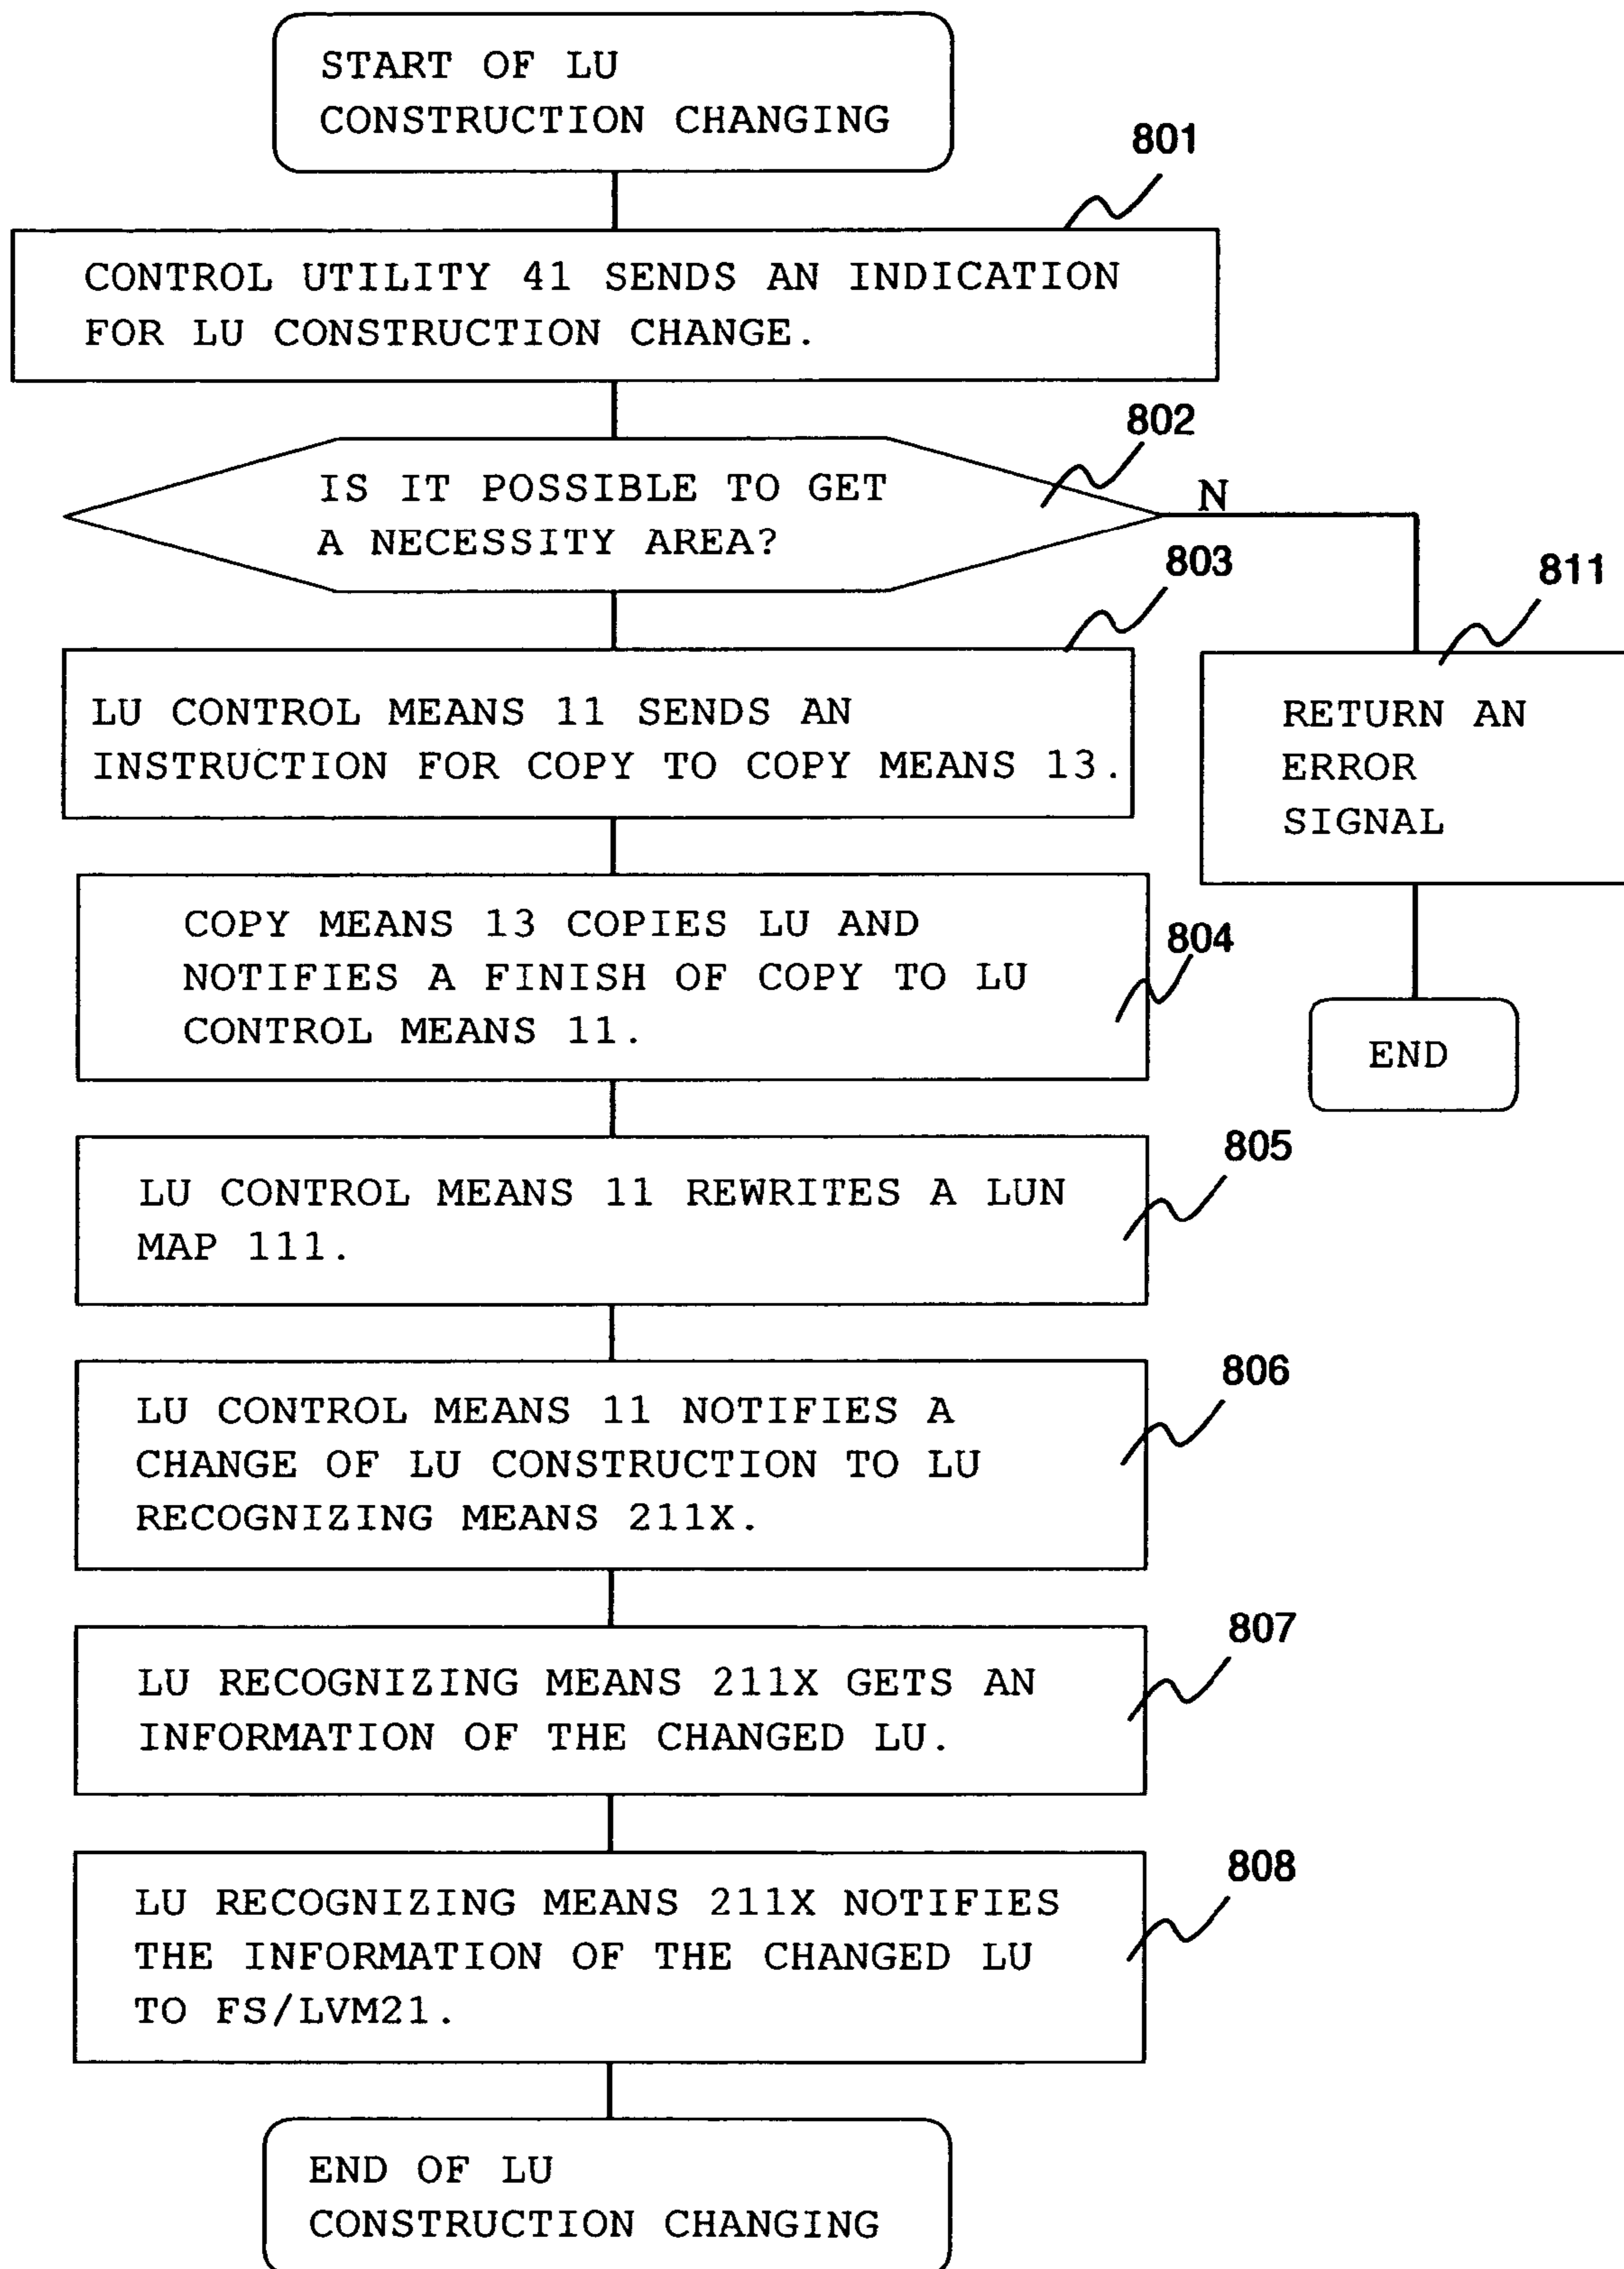 START OF LU
CONSTRUCTION CHANGING
801
CONTROL UTILITY 41 SENDS AN INDICATION
FOR LU CONSTRUCTION CHANGE.
802
IS IT POSSIBLE TO GET
A NECESSITY AREA?
N
803
LU CONTROL MEANS 11 SENDS AN
INSTRUCTION FOR COPY TO COPY MEANS 13.
811
RETURN AN
ERROR
SIGNAL
END
804
COPY MEANS 13 COPIES LU AND
NOTIFIES A FINISH OF COPY TO LU
CONTROL MEANS 11.
805
LU CONTROL MEANS 11 REWRITES A LUN
MAP 111.
806
LU CONTROL MEANS 11 NOTIFIES A
CHANGE OF LU CONSTRUCTION TO LU
RECOGNIZING MEANS 211X.
807
LU RECOGNIZING MEANS 211X GETS AN
INFORMATION OF THE CHANGED LU.
808
LU RECOGNIZING MEANS 211X NOTIFIES
THE INFORMATION OF THE CHANGED LU
TO FS/LVM21.
END OF LU
CONSTRUCTION CHANGING